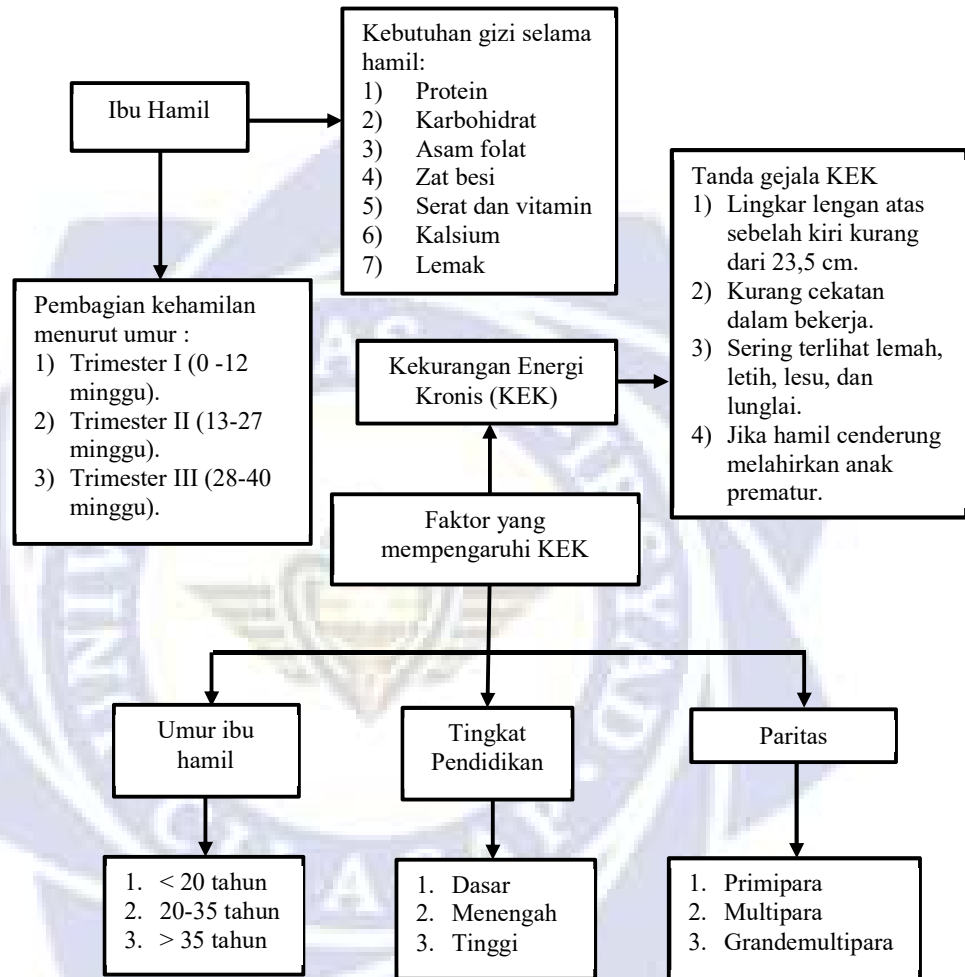 Kebutuhan gizi selama
hamil:
1) Protein
2) Karbohidrat
3) Asam folat
4) Zat besi
5) Serat dan vitamin
6) Kalsium
7) Lemak
Ibu Hamil
Tanda gejala KEK
1) Lingkar lengan atas
sebelah kiri kurang
dari 23,5 cm.
2) Kurang cekatan
dalam bekerja.
3) Sering terlihat lemah,
letih, lesu, dan
lunglai.
4) Jika hamil cenderung
melahirkan anak
prematur.
Pembagian kehamilan
menurut umur :
1) Trimester I (0 -12
minggu).
2) Trimester II (13-27
minggu).
3) Trimester III (28-40
minggu).
Kekurangan Energi
Kronis (KEK)
Faktor yang
mempengaruhi KEK
Umur ibu
hamil
Tingkat
Pendidikan
Paritas
1. < 20 tahun
2. 20-35 tahun
3. > 35 tahun
1. Dasar
2. Menengah
3. Tinggi
1. Primipara
2. Multipara
3. Grandemultipara